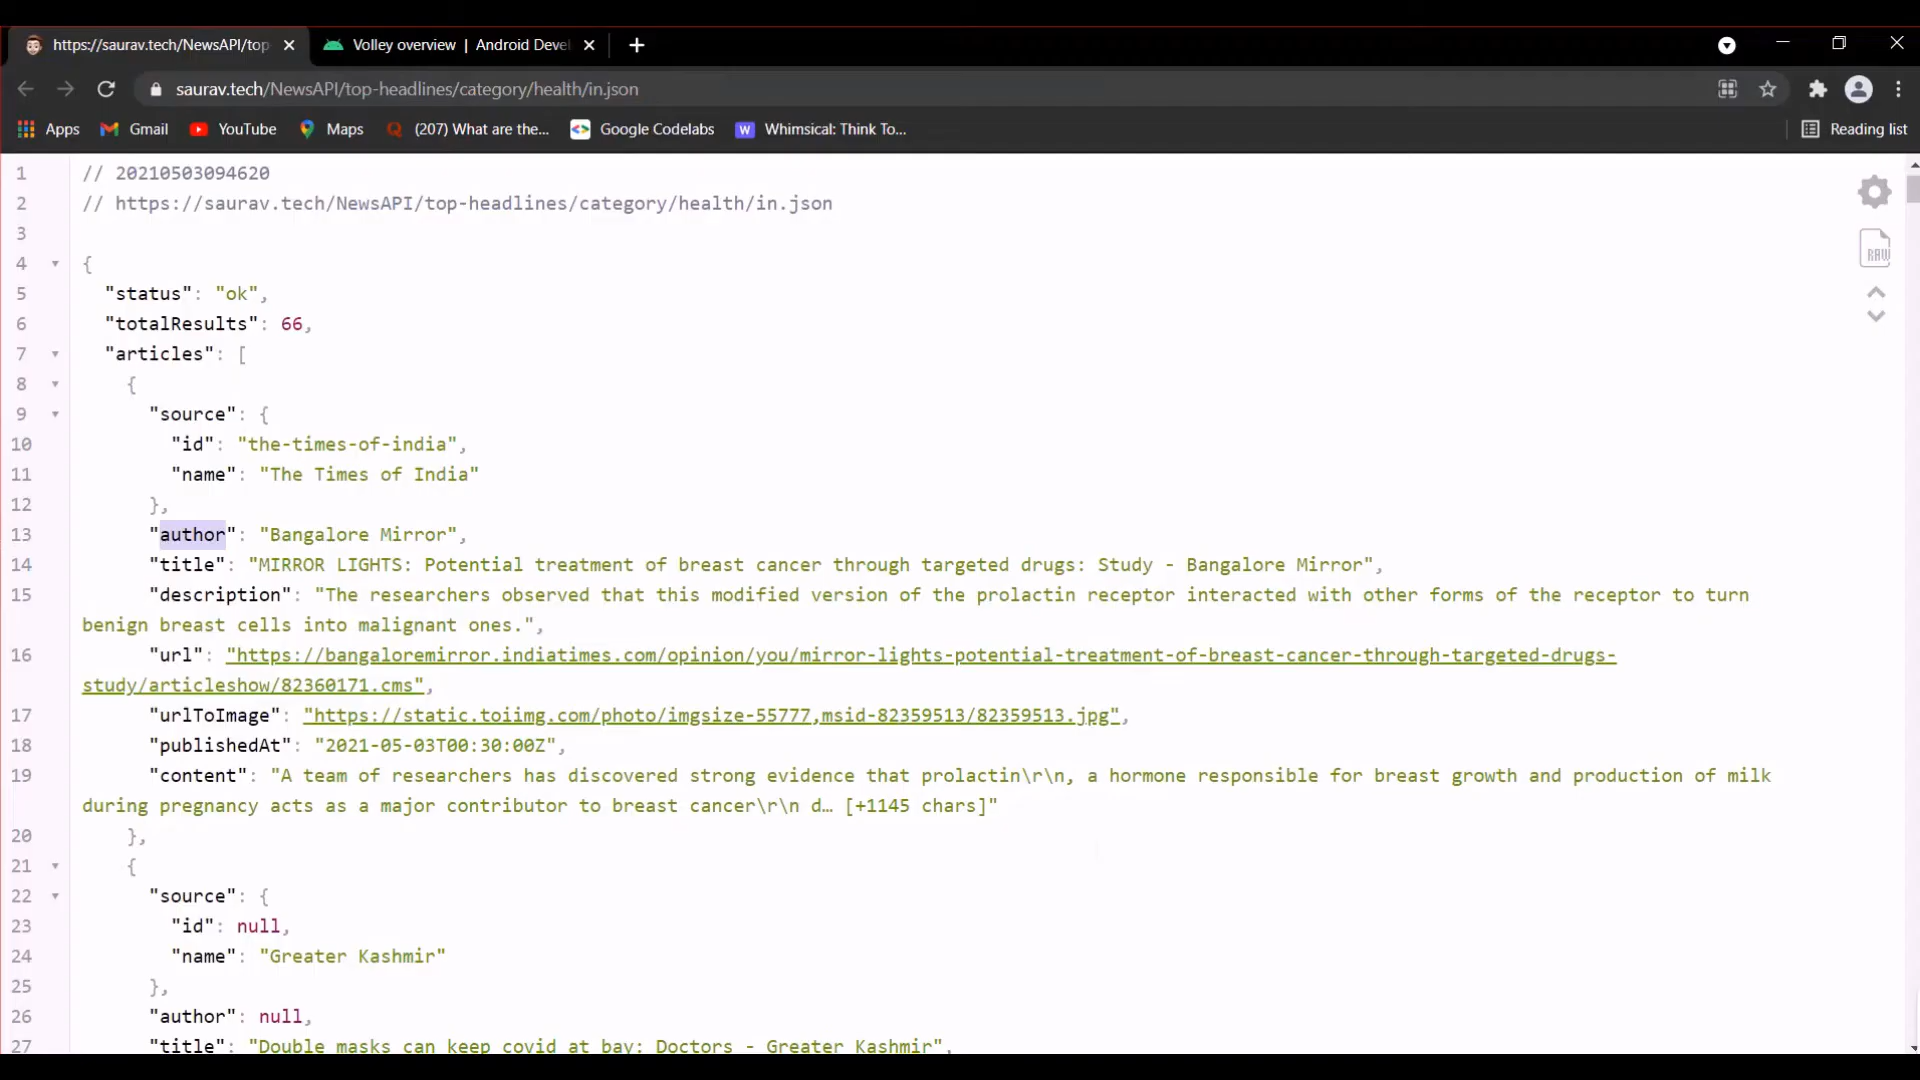 https://saurav.tech/NewsAPI/top
Volley overview | Android Deve
saurav.tech/NewsAPI/top-headlines/category/health/in.json
Apps
Gmail
YouTube
Maps
(207) What are the...
Google Codelabs
W
Whimsical: Think To...
Reading list
1 // 20210503094620
2 // https://saurav.tech/NewsAPI/top-headlines/category/health/in.json
3
4 {
5 "status": "ok",
6 "totalResults": 66,
7 "articles": [
8 {
9 "source": {
10 "id": "the-times-of-india",
11 "name": "The Times of India"
12 },
13 "author": "Bangalore Mirror",
14 "title": "MIRROR LIGHTS: Potential treatment of breast cancer through targeted drugs: Study - Bangalore Mirror",
15 "description": "The researchers observed that this modified version of the prolactin receptor interacted with other forms of the receptor to turn
benign breast cells into malignant ones.",
16 "url": "https://bangaloremirror.indiatimes.com/opinion/you/mirror-lights-potential-treatment-of-breast-cancer-through-targeted-drugs-
study/articleshow/82360171.cms",
17 "urlToImage": "https://static.toiimg.com/photo/imgsize-55777,msid-82359513/82359513.jpg",
18 "publishedAt": "2021-05-03T00:30:00Z",
19 "content": "A team of researchers has discovered strong evidence that prolactin\r\n, a hormone responsible for breast growth and production of milk
during pregnancy acts as a major contributor to breast cancer\r\n d… [+1145 chars]"
20 },
21 {
22 "source": {
23 "id": null,
24 "name": "Greater Kashmir"
25 },
26 "author": null,
27 "title": "Double masks can keep covid at bay: Doctors - Greater Kashmir",
RAW